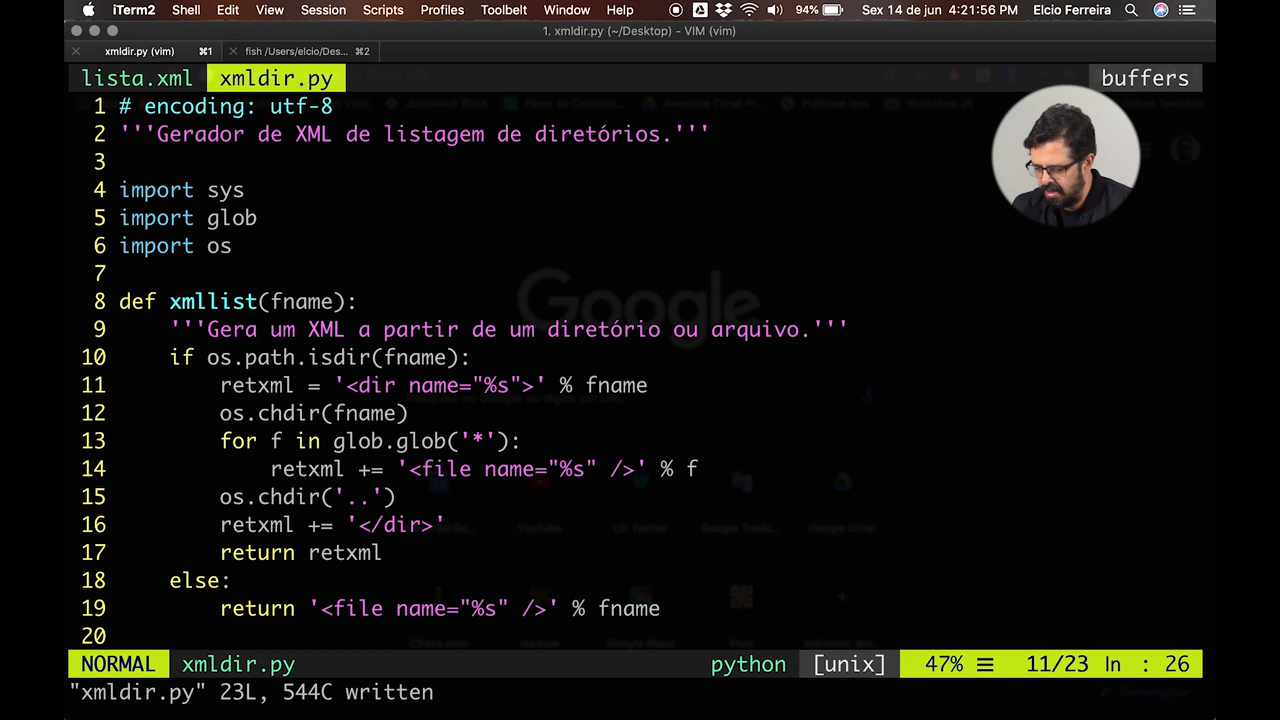 iTerm2 Shell Edit View Session Scripts Profiles Toolbelt Window Help 94% Sex 14 de jun 4:21:56 PM Elcio Ferreira
1. xmldir.py (~/Desktop) - VIM (vim)
xmldir.py (vim) ⌘1 fish /Users/elcio/Des... ⌘2
lista.xml xmldir.py buffers
1 # encoding: utf-8
2 '''Gerador de XML de listagem de diretórios.'''
3
4 import sys
5 import glob
6 import os
7
8 def xmllist(fname):
9     '''Gera um XML a partir de um diretório ou arquivo.'''
10     if os.path.isdir(fname):
11         retxml = '<dir name="%s">' % fname
12         os.chdir(fname)
13         for f in glob.glob('*'):
14             retxml += '<file name="%s" />' % f
15         os.chdir('..')
16         retxml += '</dir>'
17         return retxml
18     else:
19         return '<file name="%s" />' % fname
20
Google
NORMAL xmldir.py python [unix] 47% ☰ 11/23 ln : 26
"xmldir.py" 23L, 544C written